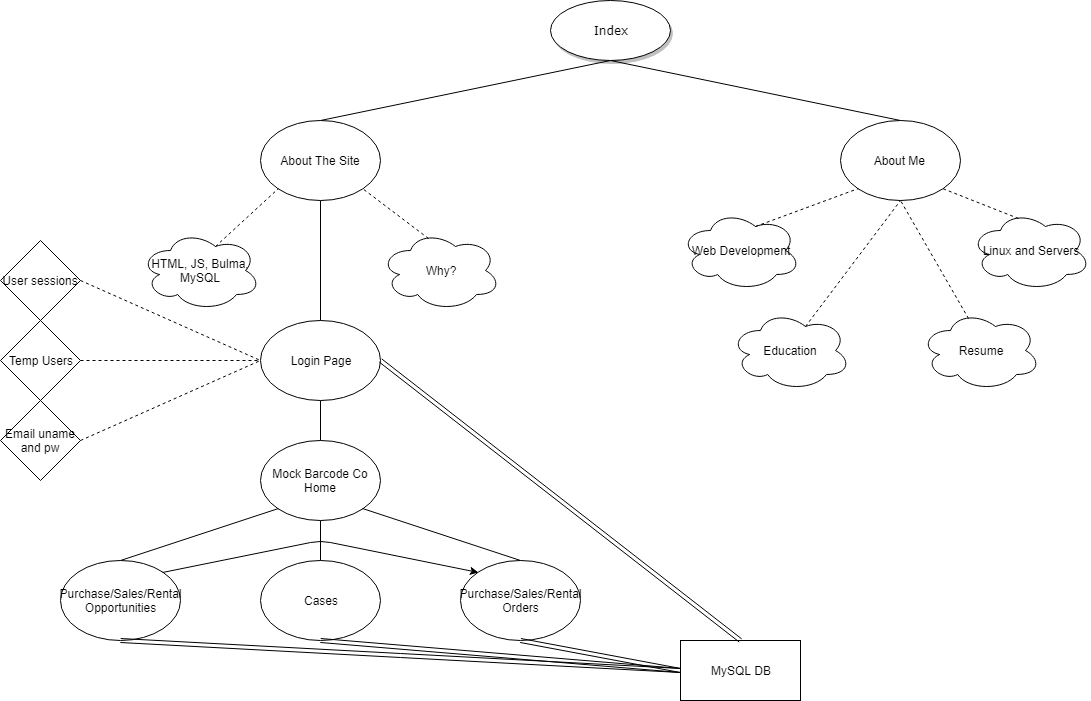 Index
About The Site
About Me
HTML, JS, Bulma,
MySQL
Why?
Web Development
Linux and Servers
Education
Resume
User sessions
Temp Users
Email uname
and pw
Login Page
Mock Barcode Co
Home
Purchase/Sales/Rental
Opportunities
Cases
Purchase/Sales/Rental
Orders
MySQL DB